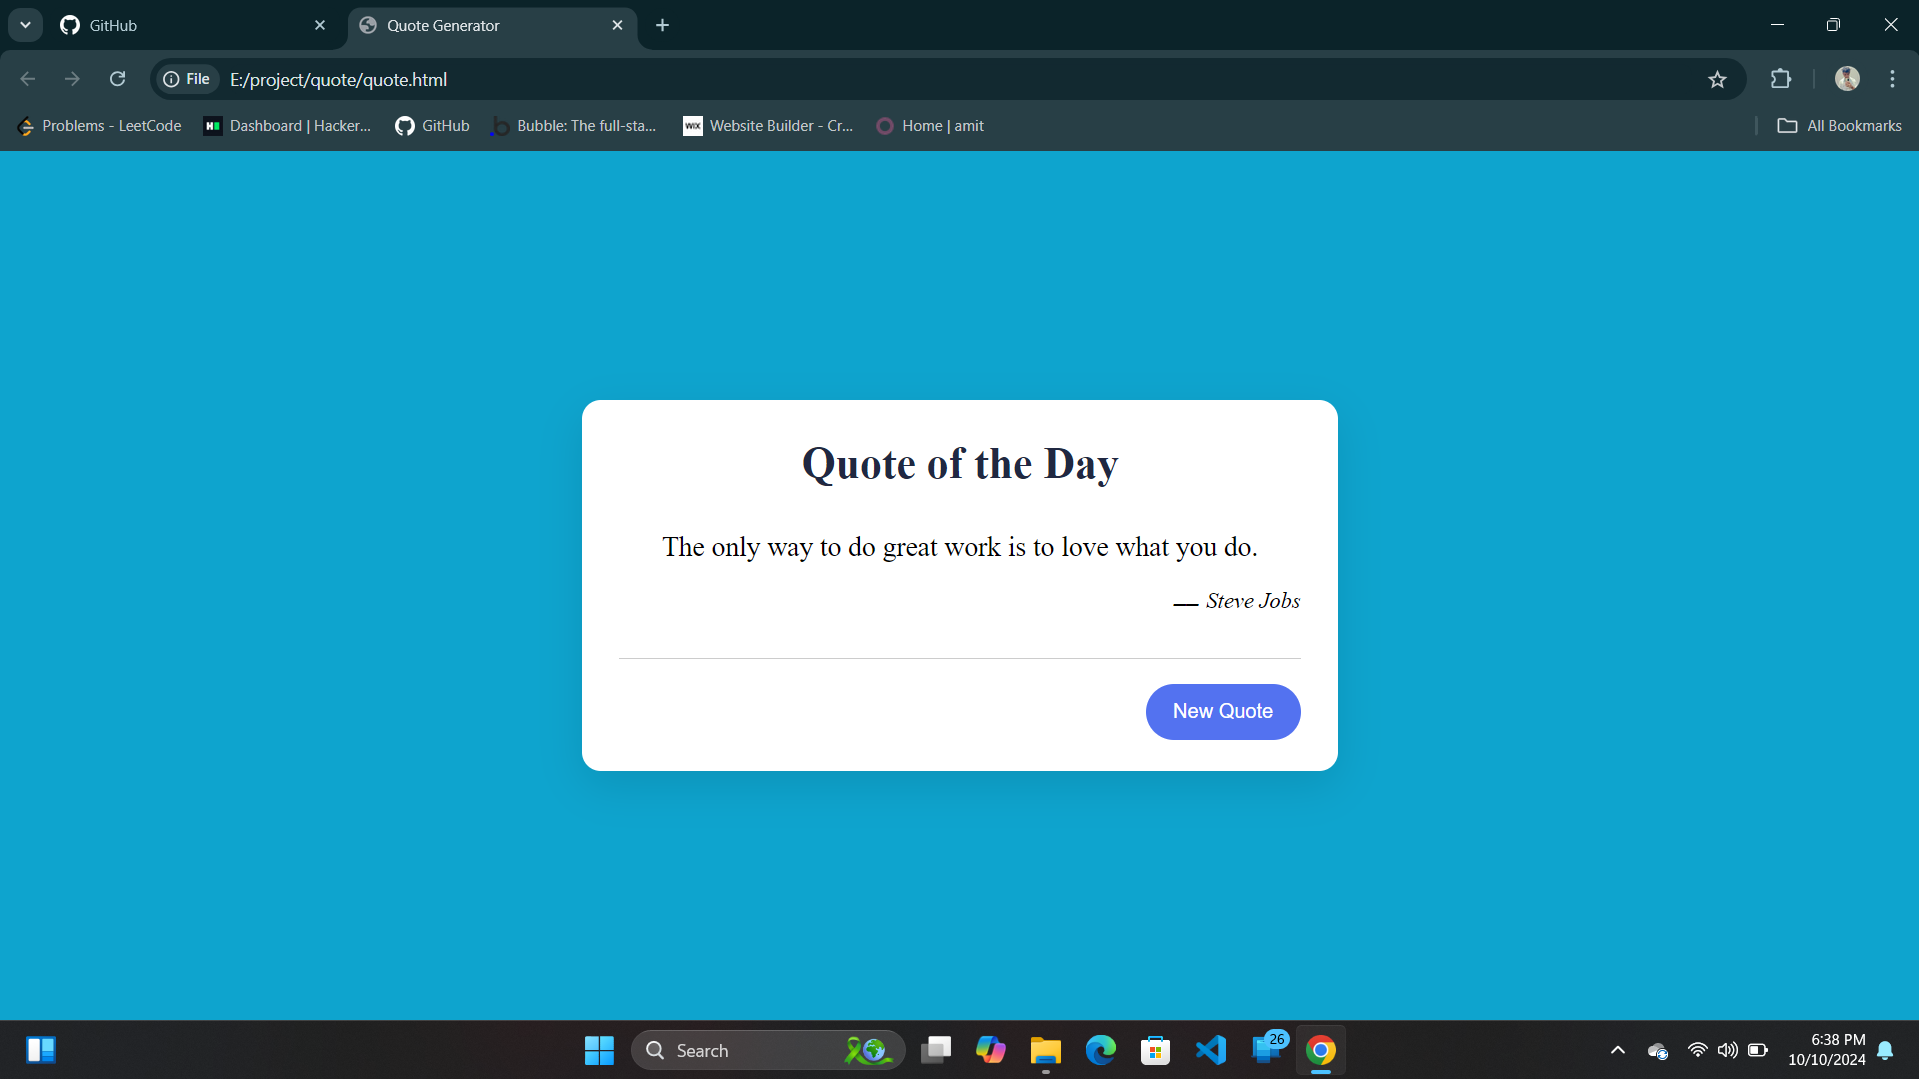 GitHub
Quote Generator
File
E:/project/quote/quote.html
Problems - LeetCode
Dashboard | Hacker...
GitHub
Bubble: The full-sta...
WIX
Website Builder - Cr...
Home | amit
All Bookmarks
Quote of the Day
The only way to do great work is to love what you do.
— Steve Jobs
New Quote
Search
26
6:38 PM
10/10/2024